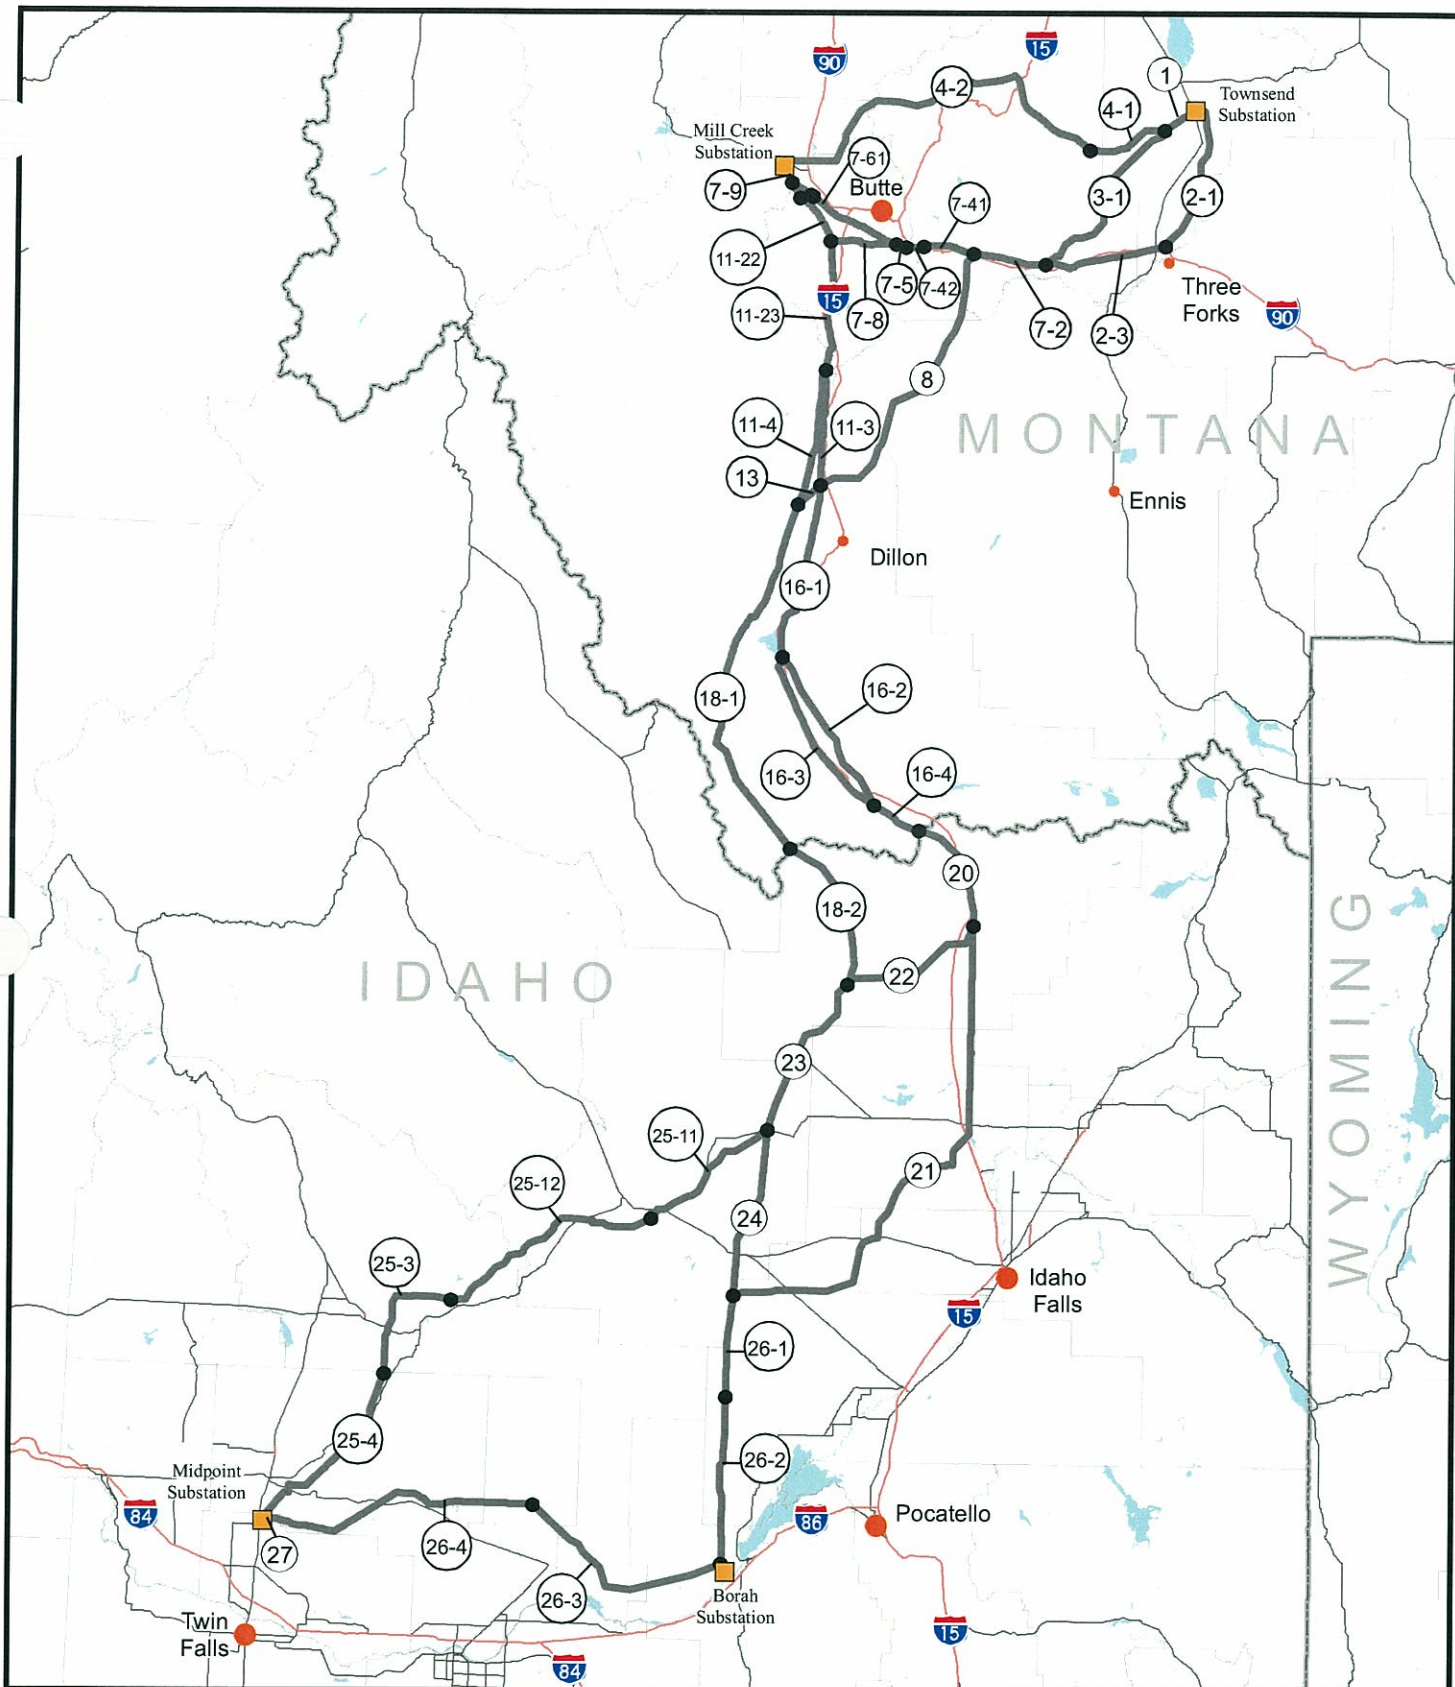 90
15
4-2
1
4-1
Townsend
Substation
Mill Creek
Substation
7-61
7-9
Butte
3-1
2-1
7-41
11-22
7-5
7-42
Three
Forks
15
11-23
7-8
7-2
2-3
90
8
11-4
11-3
MONTANA
13
Ennis
Dillon
16-1
18-1
16-2
16-3
16-4
20
18-2
WYOMING
IDAHO
22
23
25-11
21
25-12
24
25-3
Idaho
Falls
15
26-1
25-4
26-2
Midpoint
Substation
84
86
Pocatello
27
26-4
26-3
Borah
Substation
Twin
Falls
15
84